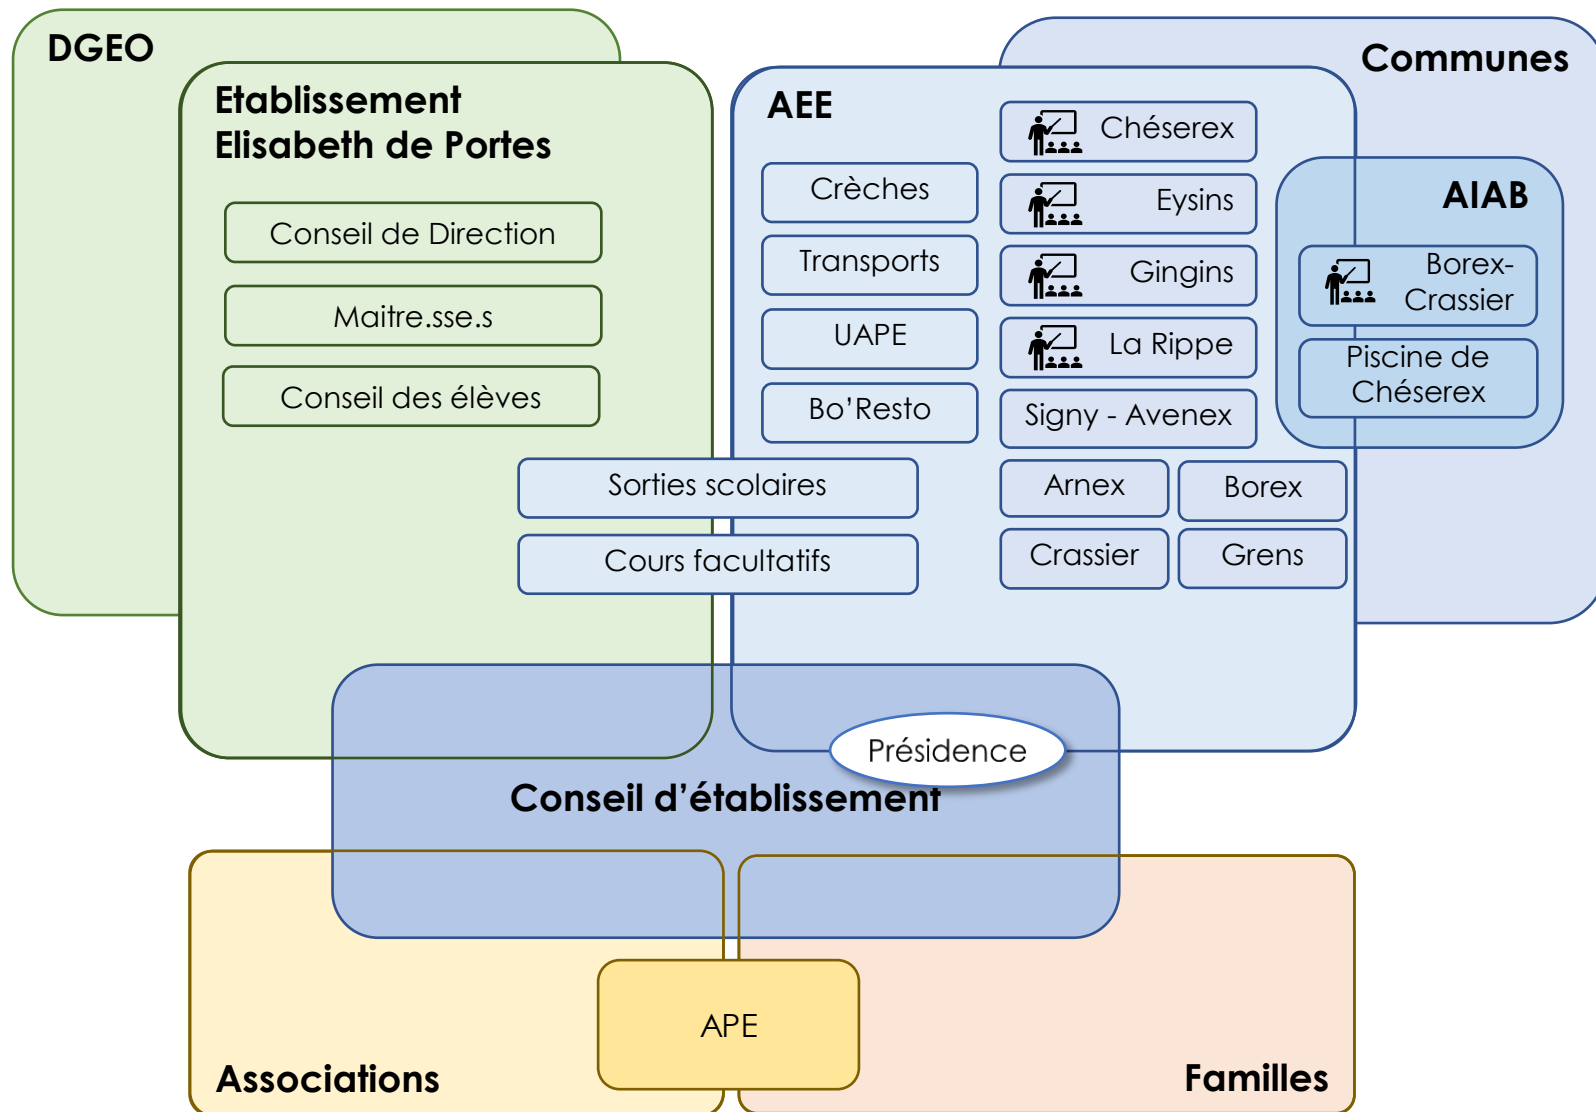 DGEO
Etablissement
Elisabeth de Portes
Conseil de Direction
Maitre.sse.s
Conseil des élèves
AEE
Crèches
Transports
UAPE
Bo’Resto
Sorties scolaires
Cours facultatifs
Communes
Chéserex
Eysins
Gingins
La Rippe
Signy - Avenex
Arnex
Borex
Crassier
Grens
AIAB
Borex-
Crassier
Piscine de
Chéserex
Présidence
Conseil d’établissement
APE
Associations
Familles